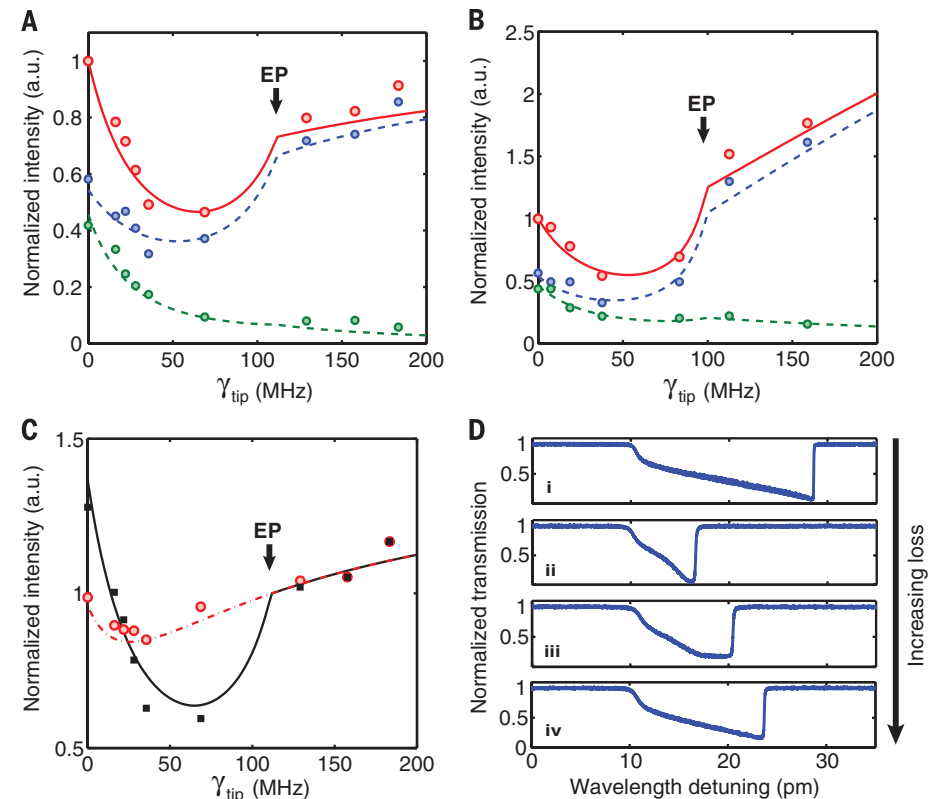 A
Normalized intensity (a.u.)
1
0.8
0.6
0.4
0.2
0
EP
0
50
100
150
200
γtip (MHz)
B
Normalized intensity (a.u.)
2.5
2
1.5
1
0.5
0
EP
0
50
100
150
200
γtip (MHz)
C
Normalized intensity (a.u.)
1.5
1
0.5
EP
0
50
100
150
200
γtip (MHz)
D
Normalized transmission
1
0.5
i
1
0.5
ii
1
0.5
iii
1
0.5
0
iv
0
10
20
30
Wavelength detuning (pm)
Increasing loss